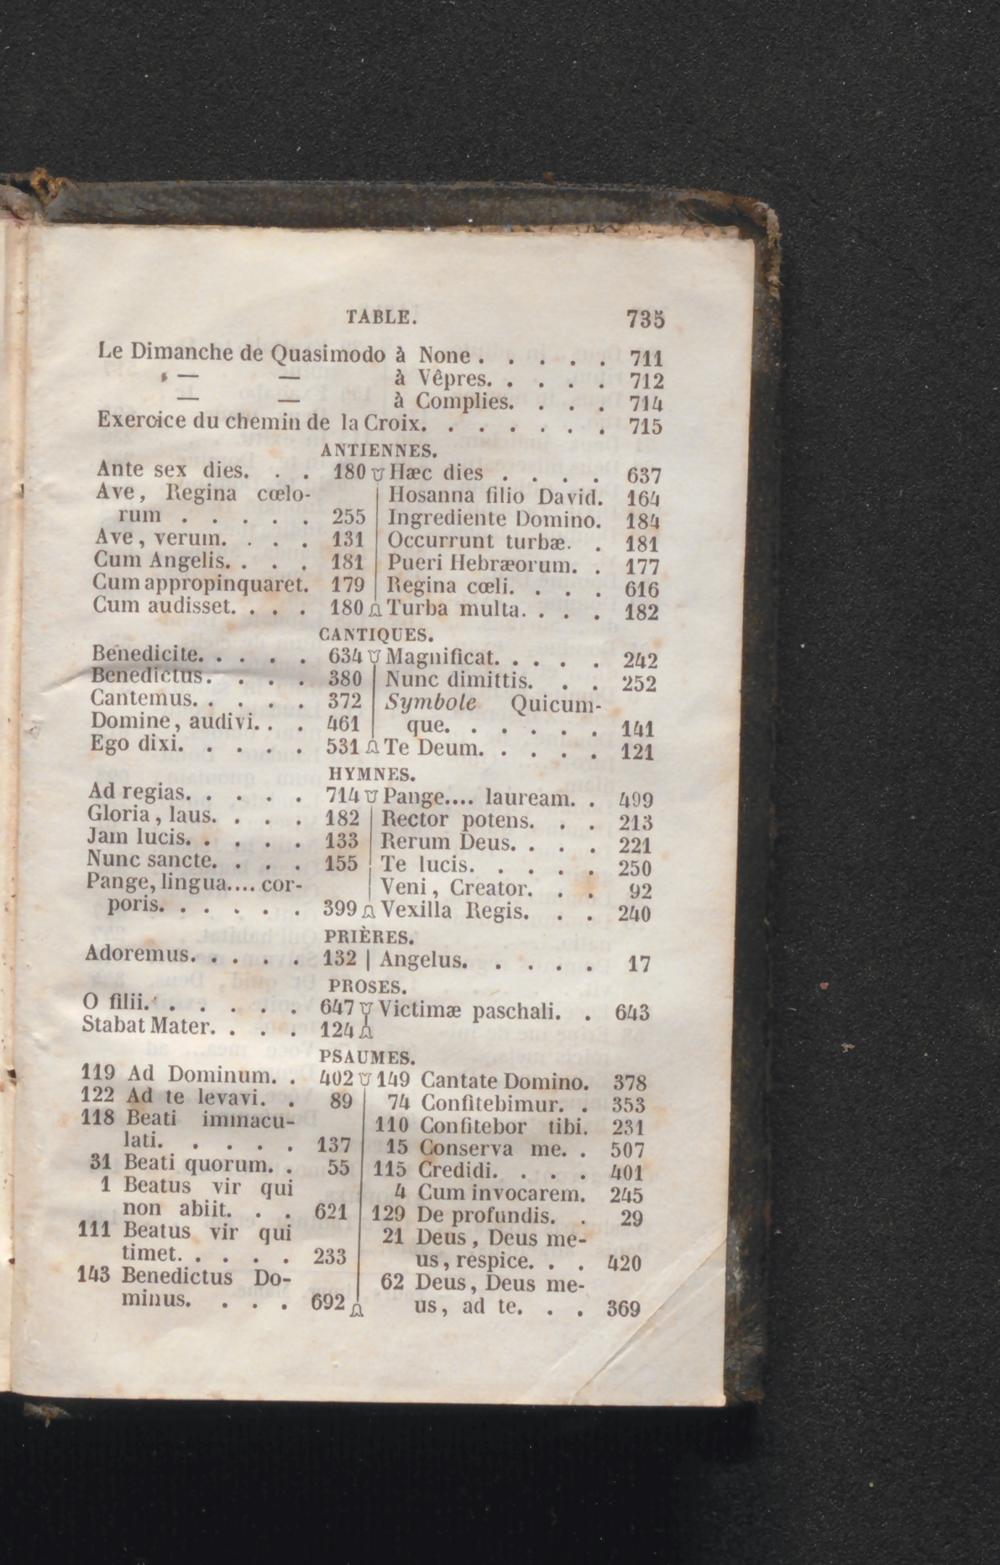 TABLE. 735
Le Dimanche de Quasimodo à None . . . . . 711
— — à Vêpres. . . . . 712
— — à Complies. . . . 714
Exercice du chemin de la Croix. . . . . . . 715
ANTIENNES.
Ante sex dies. . . 180
Ave, Regina cœlo-
rum . . . . . 255
Ave, verum. . . . 131
Cum Angelis. . . . 181
Cum appropinquaret. 179
Cum audisset. . . . 180
Hæc dies . . . . 637
Hosanna filio David. 164
Ingrediente Domino. 184
Occurrunt turbæ. . 181
Pueri Hebræorum. . 177
Regina cœli. . . . 616
Turba multa. . . . 182
CANTIQUES.
Benedicite. . . . . 634
Benedictus. . . . 380
Cantemus. . . . . 372
Domine, audivi. . . 461
Ego dixi. . . . . 531
Magnificat. . . . . 242
Nunc dimittis. . . 252
Symbole Quicum-
que. . . . . . 141
Te Deum. . . . . 121
HYMNES.
Ad regias. . . . . 714
Gloria, laus. . . . 182
Jam lucis. . . . . 133
Nunc sancte. . . . 155
Pange, lingua.... cor-
poris. . . . . . 399
Pange.... lauream. . 499
Rector potens. . . 213
Rerum Deus. . . . 221
Te lucis. . . . . 250
Veni, Creator. . . 92
Vexilla Regis. . . 240
PRIÈRES.
Adoremus. . . . . 132
Angelus. . . . . 17
PROSES.
O filii. . . . . . 647
Stabat Mater. . . . 124
Victimæ paschali. . 643
PSAUMES.
119 Ad Dominum. . 402
122 Ad te levavi. . 89
118 Beati immacu-
lati. . . . . 137
31 Beati quorum. . 55
1 Beatus vir qui
non abiit. . . 621
111 Beatus vir qui
timet. . . . . 233
143 Benedictus Do-
minus. . . . 692
149 Cantate Domino. 378
74 Confitebimur. . 353
110 Confitebor tibi. 231
15 Conserva me. . 507
115 Credidi. . . . 401
4 Cum invocarem. 245
129 De profundis. . 29
21 Deus, Deus me-
us, respice. . . 420
62 Deus, Deus me-
us, ad te. . . 369